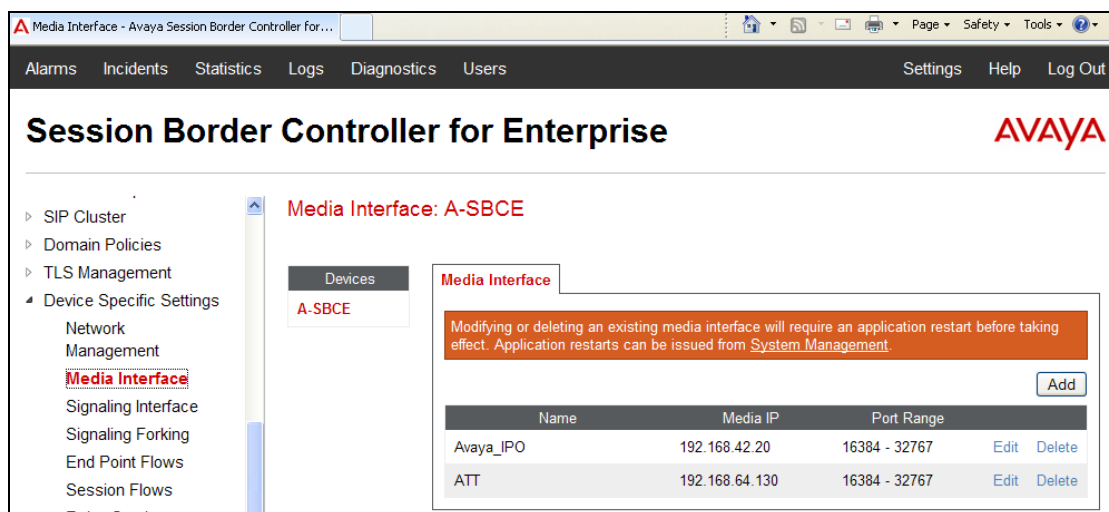 Media Interface - Avaya Session Border Controller for...
Page Safety Tools
Alarms Incidents Statistics Logs Diagnostics Users Settings Help Log Out
Session Border Controller for Enterprise
AVAYA
SIP Cluster
Domain Policies
TLS Management
Device Specific Settings
Network
Management
Media Interface
Signaling Interface
Signaling Forking
End Point Flows
Session Flows
Media Interface: A-SBCE
Devices
A-SBCE
Media Interface
Modifying or deleting an existing media interface will require an application restart before taking
effect. Application restarts can be issued from System Management.
Add
Name Media IP Port Range
Avaya_IPO 192.168.42.20 16384 - 32767 Edit Delete
ATT 192.168.64.130 16384 - 32767 Edit Delete